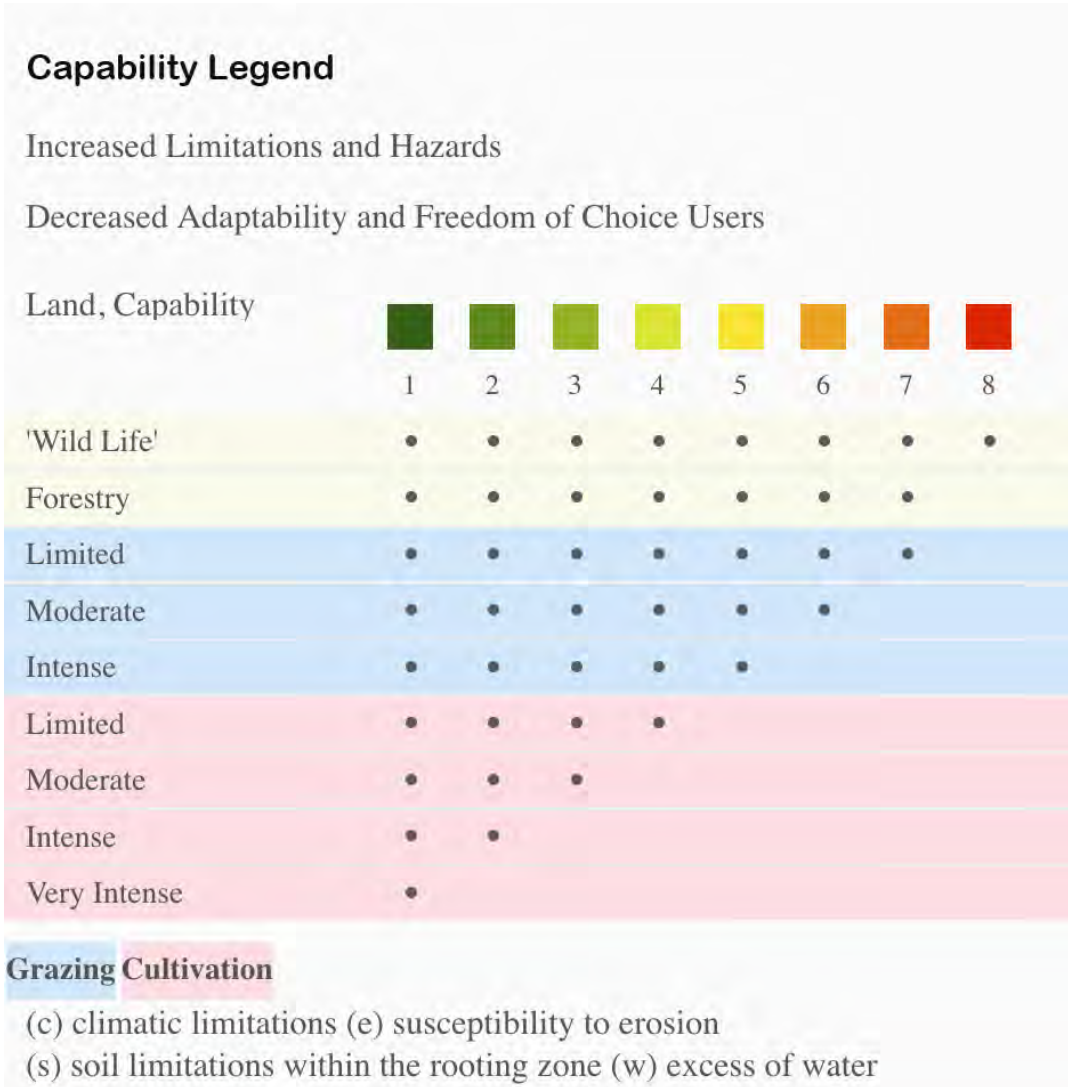 Capability Legend
Increased Limitations and Hazards
Decreased Adaptability and Freedom of Choice Users
Land, Capability
1 2 3 4 5 6 7 8
'Wild Life' • • • • • • • •
Forestry • • • • • • •
Limited • • • • • • •
Moderate • • • • • •
Intense • • • • •
Limited • • • •
Moderate • • •
Intense • •
Very Intense •
Grazing Cultivation
(c) climatic limitations (e) susceptibility to erosion
(s) soil limitations within the rooting zone (w) excess of water